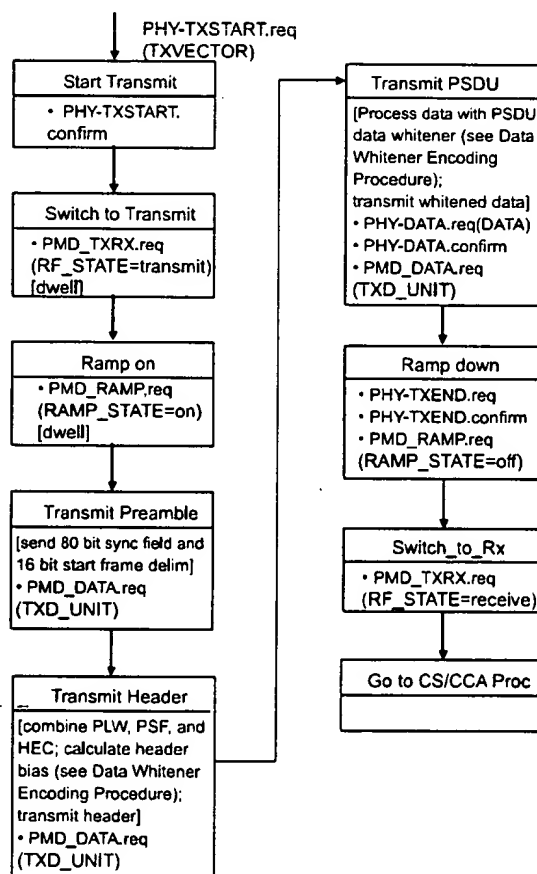 PHY-TXSTART.req
(TXVECTOR)
Start Transmit
• PHY-TXSTART.
confirm
Switch to Transmit
• PMD_TXRX.req
(RF_STATE=transmit)
[dwell]
Ramp on
• PMD_RAMP,req
(RAMP_STATE=on)
[dwell]
Transmit Preamble
[send 80 bit sync field and
16 bit start frame delim]
• PMD_DATA.req
(TXD_UNIT)
Transmit Header
[combine PLW, PSF, and
HEC; calculate header
bias (see Data Whitener
Encoding Procedure);
transmit header]
• PMD_DATA.req
(TXD_UNIT)
Transmit PSDU
[Process data with PSDU
data whitener (see Data
Whitener Encoding
Procedure);
transmit whitened data]
• PHY-DATA.req(DATA)
• PHY-DATA.confirm
• PMD_DATA.req
(TXD_UNIT)
Ramp down
• PHY-TXEND.req
• PHY-TXEND.confirm
• PMD_RAMP.req
(RAMP_STATE=off)
Switch_to_Rx
• PMD_TXRX.req
(RF_STATE=receive)
Go to CS/CCA Proc